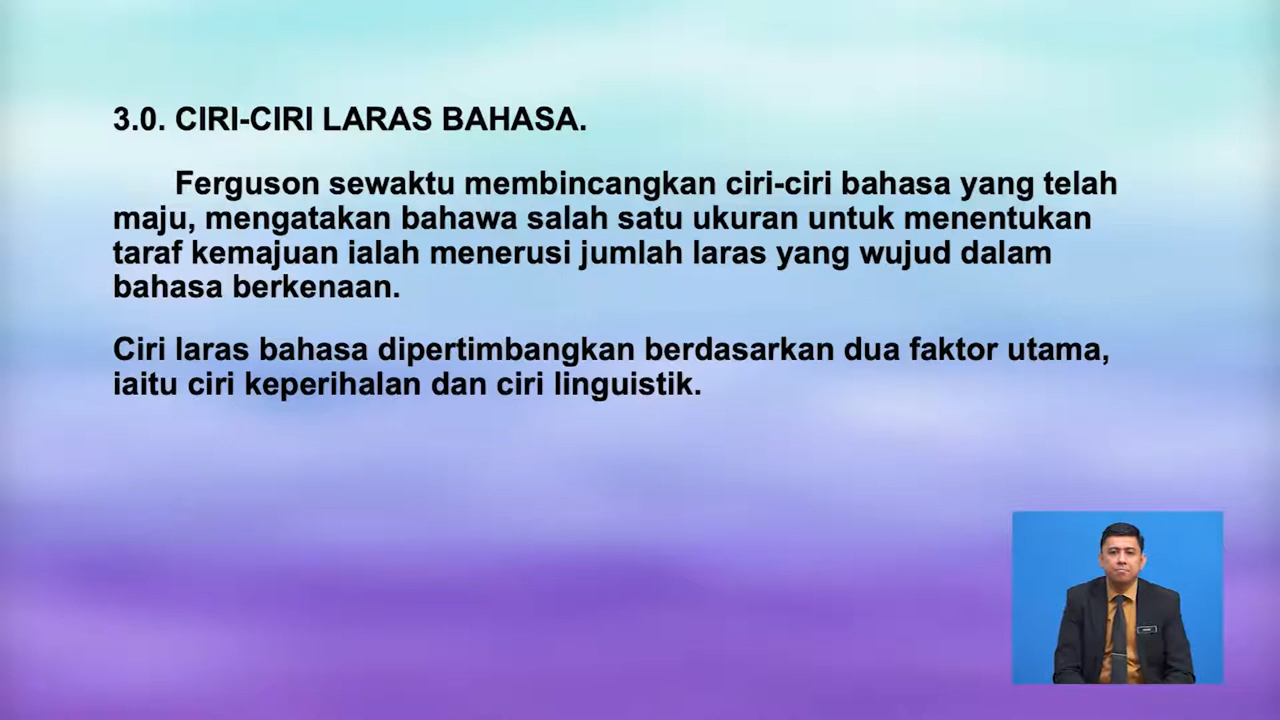 3.0. CIRI-CIRI LARAS BAHASA.
Ferguson sewaktu membincangkan ciri-ciri bahasa yang telah
maju, mengatakan bahawa salah satu ukuran untuk menentukan
taraf kemajuan ialah menerusi jumlah laras yang wujud dalam
bahasa berkenaan.
Ciri laras bahasa dipertimbangkan berdasarkan dua faktor utama,
iaitu ciri keperihalan dan ciri linguistik.